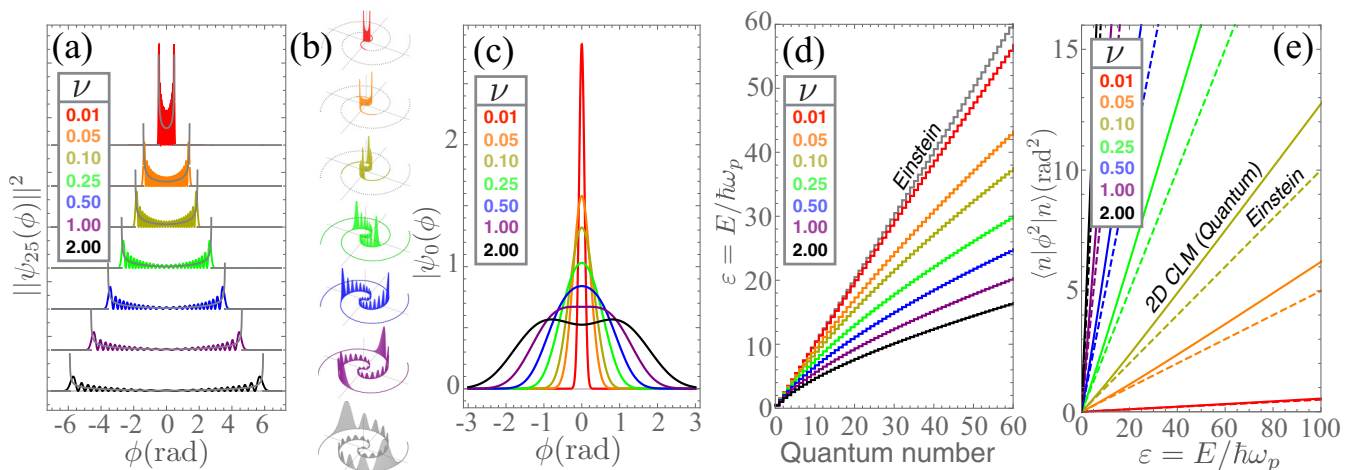 (a)
ν
0.01
0.05
0.10
0.25
0.50
1.00
2.00
||ψ₂₅(ϕ)||²
-6 -4 -2 0 2 4 6
ϕ(rad)
(b)
(c)
ν
0.01
0.05
0.10
0.25
0.50
1.00
2.00
|ψ₀(ϕ)
2
1
0
-3 -2 -1 0 1 2 3
ϕ(rad)
(d)
ν
0.01
0.05
0.10
0.25
0.50
1.00
2.00
Einstein
ε = E/ℏωₚ
60
50
40
30
20
10
0
0 10 20 30 40 50 60
Quantum number
(e)
ν
0.01
0.05
0.10
0.25
0.50
1.00
2.00
2D CLM (Quantum)
Einstein
⟨n|ϕ²|n⟩(rad²)
15
10
5
0
0 20 40 60 80 100
ε = E/ℏωₚ